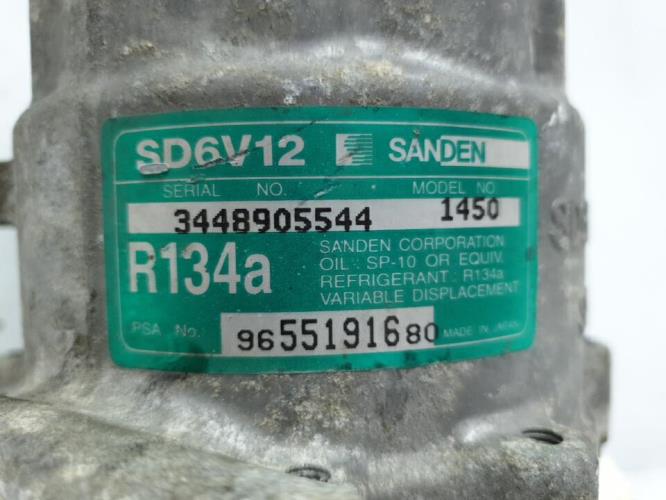 SD6V12 SANDEN
SERIAL NO. MODEL NO.
3448905544 1450
R134a
SANDEN CORPORATION
OIL : SP-10 OR EQUIV.
REFRIGERANT : R134a
VARIABLE DISPLACEMENT
PSA No. 9655191680 MADE IN JAPAN